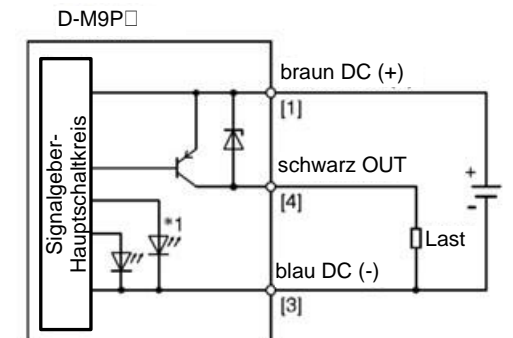 D-M9P□
braun DC (+)
[1]
Signalgeber-
Hauptschaltkreis
schwarz OUT
+
[4]
-
*1
Last
blau DC (-)
[3]